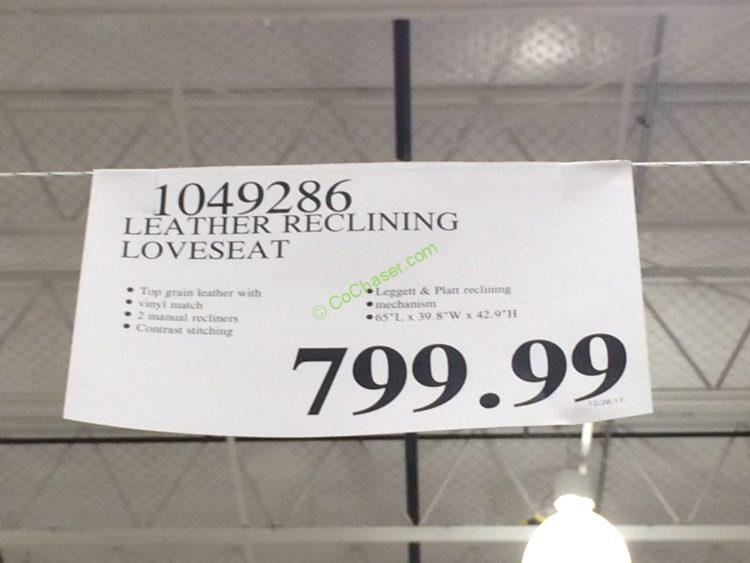 1049286
LEATHER RECLINING
LOVESEAT
• Top grain leather with
• vinyl match
• 2 manual recliners
• Contrast stitching
• Leggett & Platt reclining
• mechanism
• 65"L x 39.8"W x 42.9"H
© CoChaser.com
799.99
12/26/17